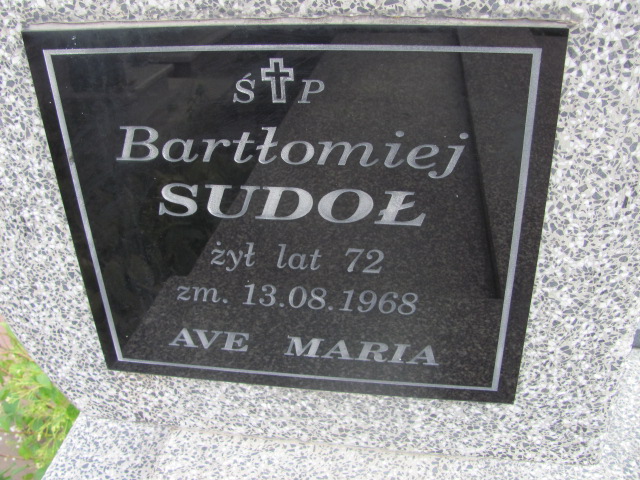 Ś✝P
Bartłomiej
SUDOŁ
żył lat 72
zm. 13.08.1968
AVE MARIA